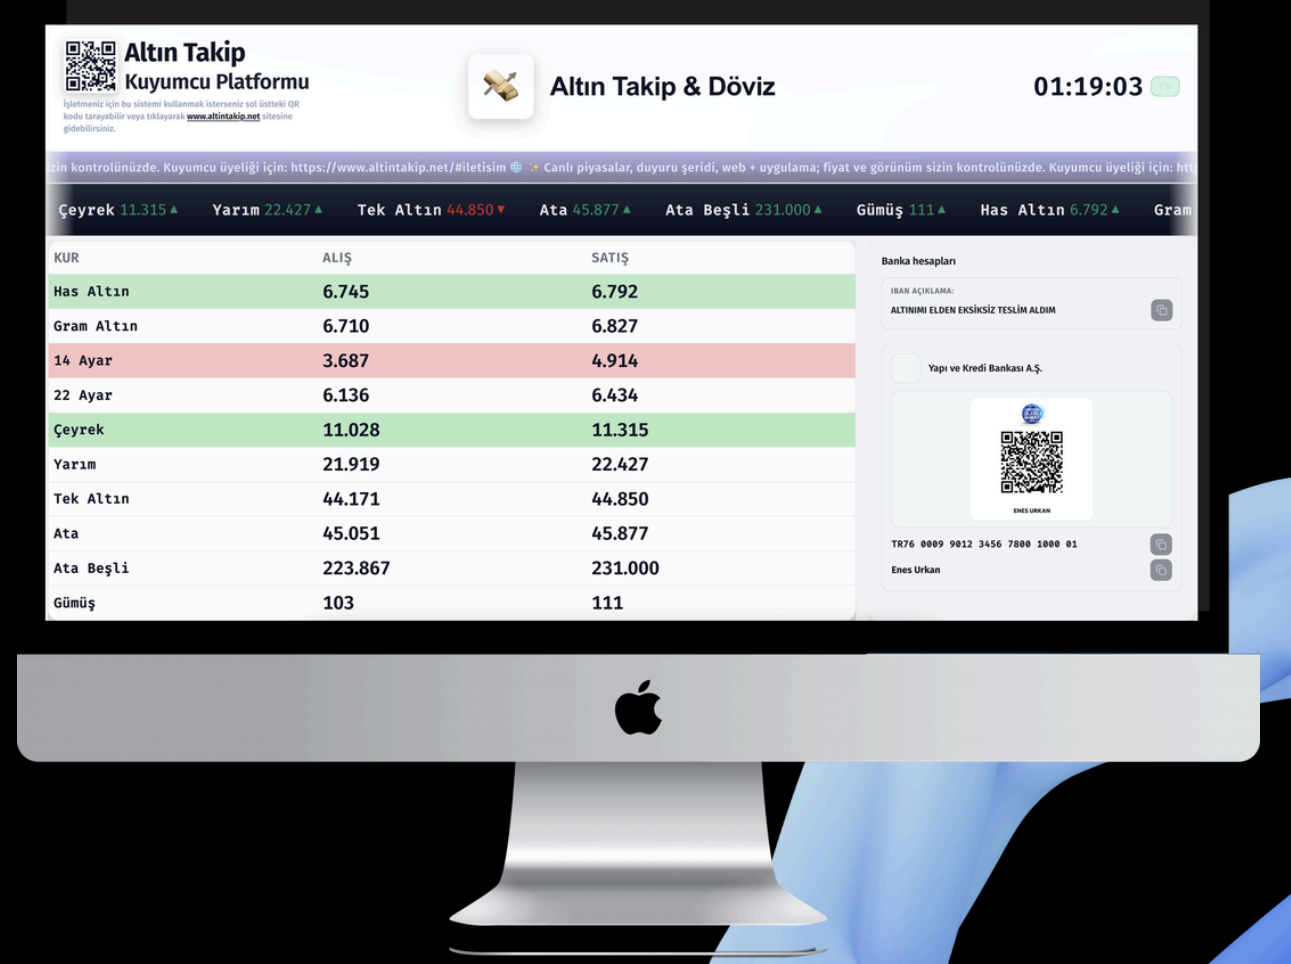 Altın Takip
Kuyumcu Platformu
İşletmeniz için bu sistemi kullanmak isterseniz sol üstteki QR
kodu tarayabilir veya tıklayarak www.altintakip.net sitesine
gidebilirsiniz.
Altın Takip & Döviz
01:19:03 TV
zin kontrolünüzde. Kuyumcu üyeliği için: https://www.altintakip.net/#iletisim 🌐 ✨ Canlı piyasalar, duyuru şeridi, web + uygulama; fiyat ve görünüm sizin kontrolünüzde. Kuyumcu üyeliği için: htt
Çeyrek 11.315▲ Yarım 22.427▲ Tek Altın 44.850▼ Ata 45.877▲ Ata Beşli 231.000▲ Gümüş 111▲ Has Altın 6.792▲ Gram
KUR ALIŞ SATIŞ
Has Altın 6.745 6.792
Gram Altın 6.710 6.827
14 Ayar 3.687 4.914
22 Ayar 6.136 6.434
Çeyrek 11.028 11.315
Yarım 21.919 22.427
Tek Altın 44.171 44.850
Ata 45.051 45.877
Ata Beşli 223.867 231.000
Gümüş 103 111
Banka hesapları
IBAN AÇIKLAMA:
ALTINIMI ELDEN EKSİKSİZ TESLİM ALDIM
Yapı ve Kredi Bankası A.Ş.
ENES URKAN
TR76 0009 9012 3456 7800 1000 01
Enes Urkan